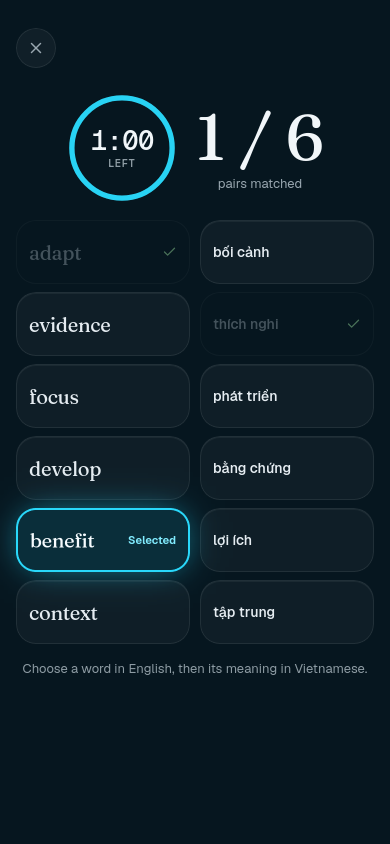 1:00
LEFT
1 / 6
pairs matched
adapt
bối cảnh
evidence
thích nghi
focus
phát triển
develop
bằng chứng
benefit
Selected
lợi ích
context
tập trung
Choose a word in English, then its meaning in Vietnamese.